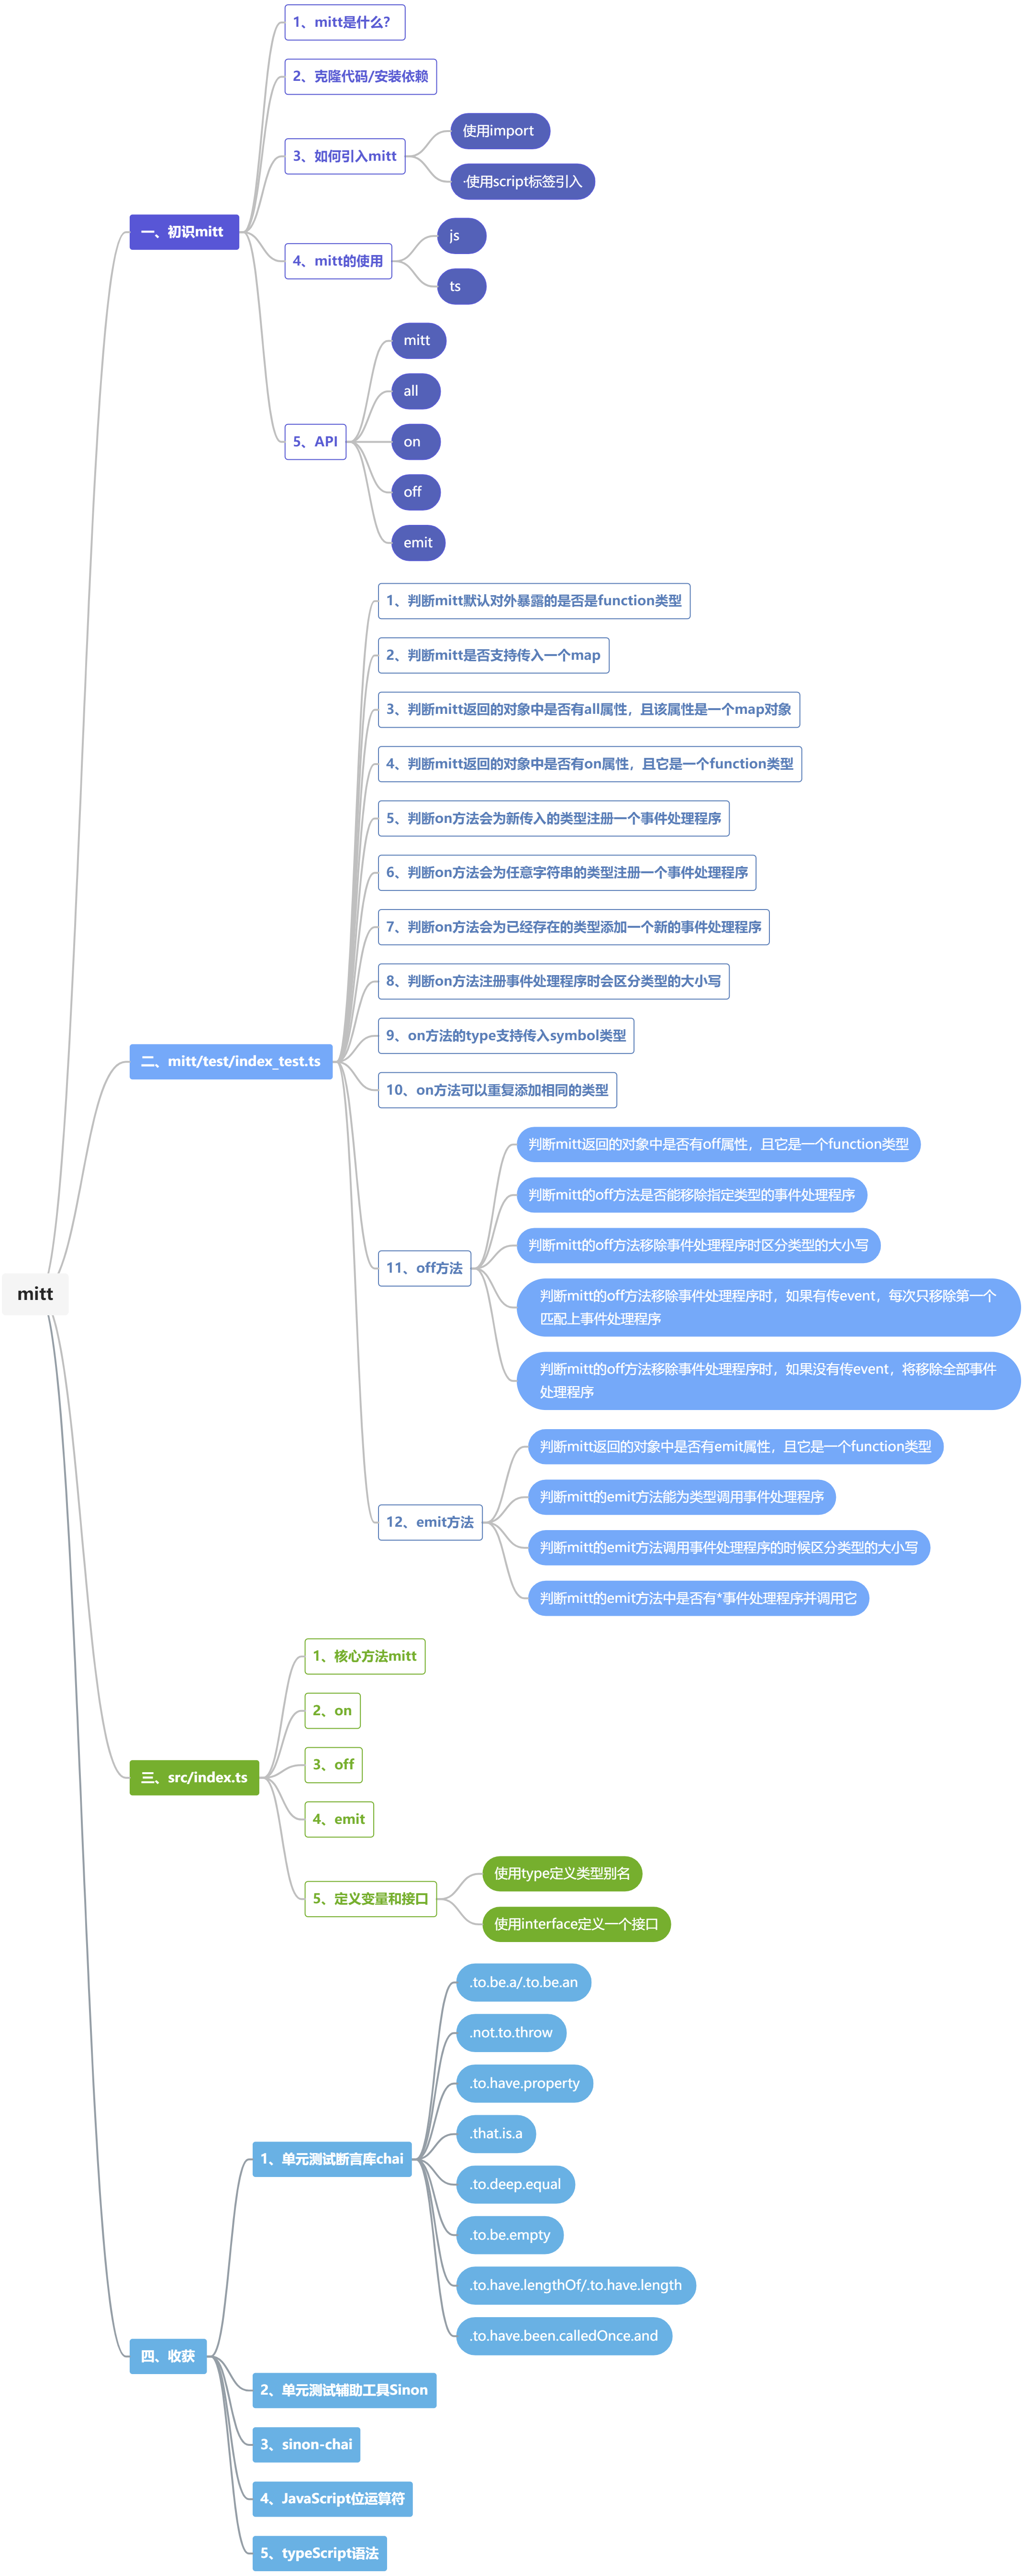 mitt
一、初识mitt
1、mitt是什么?
2、克隆代码/安装依赖
3、如何引入mitt
使用import
·使用script标签引入
4、mitt的使用
js
ts
5、API
mitt
all
on
off
emit
二、mitt/test/index_test.ts
1、判断mitt默认对外暴露的是否是function类型
2、判断mitt是否支持传入一个map
3、判断mitt返回的对象中是否有all属性，且该属性是一个map对象
4、判断mitt返回的对象中是否有on属性，且它是一个function类型
5、判断on方法会为新传入的类型注册一个事件处理程序
6、判断on方法会为任意字符串的类型注册一个事件处理程序
7、判断on方法会为已经存在的类型添加一个新的事件处理程序
8、判断on方法注册事件处理程序时会区分类型的大小写
9、on方法的type支持传入symbol类型
10、on方法可以重复添加相同的类型
11、off方法
判断mitt返回的对象中是否有off属性，且它是一个function类型
判断mitt的off方法是否能移除指定类型的事件处理程序
判断mitt的off方法移除事件处理程序时区分类型的大小写
判断mitt的off方法移除事件处理程序时，如果有传event，每次只移除第一个
匹配上事件处理程序
判断mitt的off方法移除事件处理程序时，如果没有传event，将移除全部事件
处理程序
12、emit方法
判断mitt返回的对象中是否有emit属性，且它是一个function类型
判断mitt的emit方法能为类型调用事件处理程序
判断mitt的emit方法调用事件处理程序的时候区分类型的大小写
判断mitt的emit方法中是否有*事件处理程序并调用它
三、src/index.ts
1、核心方法mitt
2、on
3、off
4、emit
5、定义变量和接口
使用type定义类型别名
使用interface定义一个接口
四、收获
1、单元测试断言库chai
.to.be.a/.to.be.an
.not.to.throw
.to.have.property
.that.is.a
.to.deep.equal
.to.be.empty
.to.have.lengthOf/.to.have.length
.to.have.been.calledOnce.and
2、单元测试辅助工具Sinon
3、sinon-chai
4、JavaScript位运算符
5、typeScript语法